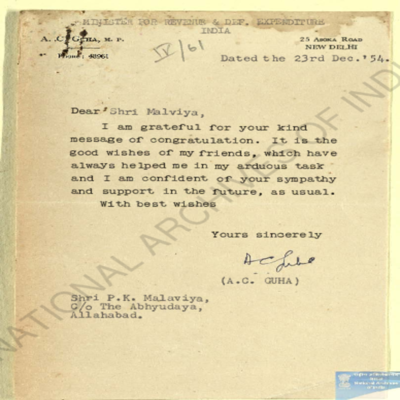 MINISTER FOR REVENUE & DEF. EXPENDITURE
INDIA
A. C. GUHA, M. P.
Phone: 48961
IV/61
25 ASOKA ROAD
NEW DELHI
Dated the 23rd Dec.'54.
Dear Shri Malviya,
I am grateful for your kind
message of congratulation. It is the
good wishes of my friends, which have
always helped me in my arduous task
and I am confident of your sympathy
and support in the future, as usual.
With best wishes
Yours sincerely
A C Guha
(A.C. GUHA)
Shri P.K. Malaviya,
C/o The Abhyudaya,
Allahabad.
NATIONAL ARCHIVES OF INDIA